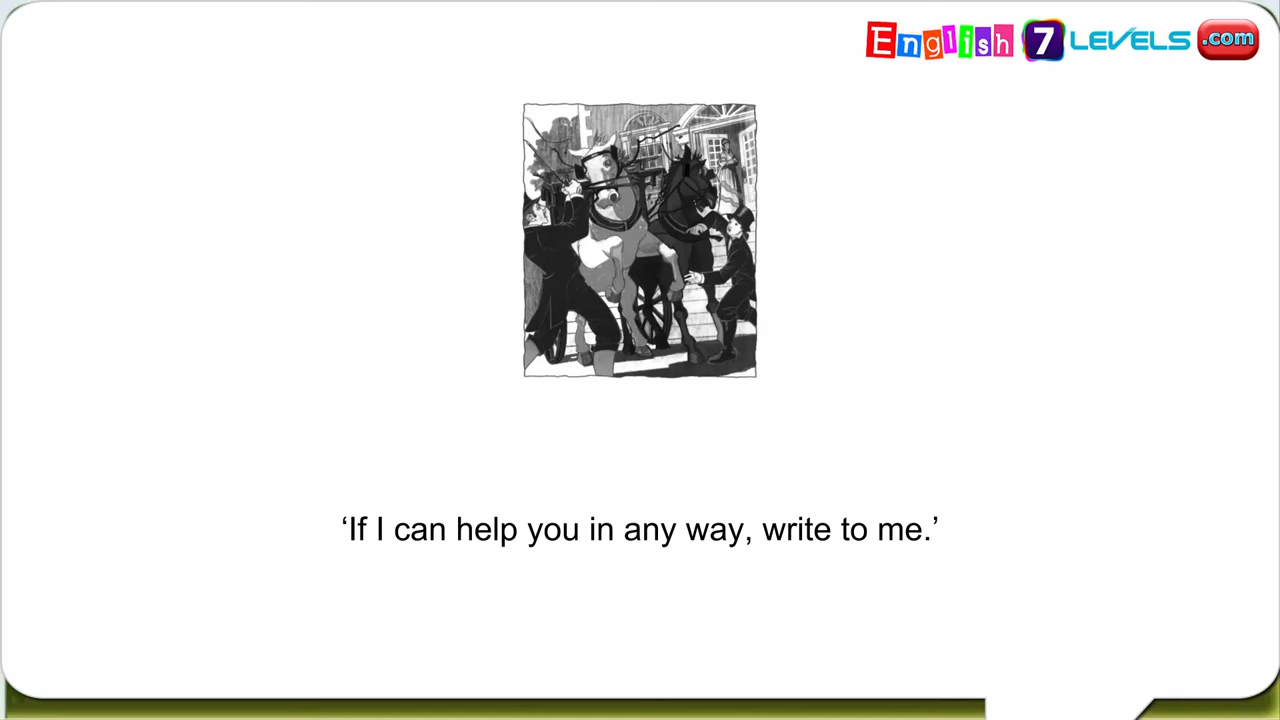 English 7 LEVELS .com
‘If I can help you in any way, write to me.’